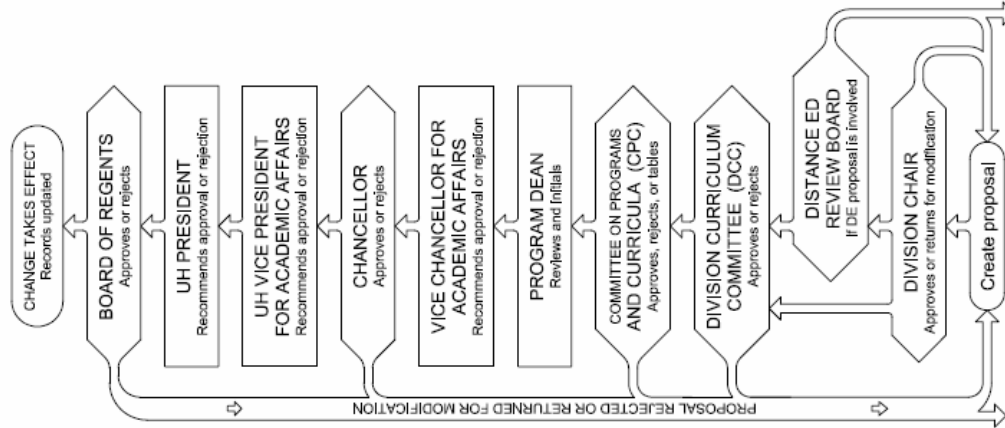 CHANGE TAKES EFFECT
Records updated
BOARD OF REGENTS
Approves or rejects
UH PRESIDENT
Recommends approval or rejection
UH VICE PRESIDENT
FOR ACADEMIC AFFAIRS
Recommends approval or rejection
CHANCELLOR
Approves or rejects
VICE CHANCELLOR FOR
ACADEMIC AFFAIRS
Recommends approval or rejection
PROGRAM DEAN
Reviews and Initials
COMMITTEE ON PROGRAMS
AND CURRICULA (CPC)
Approves, rejects, or tables
DIVISION CURRICULUM
COMMITTEE (DCC)
Approves or rejects
DISTANCE ED
REVIEW BOARD
If DE proposal is involved
DIVISION CHAIR
Approves or returns for modification
Create proposal
PROPOSAL REJECTED OR RETURNED FOR MODIFICATION